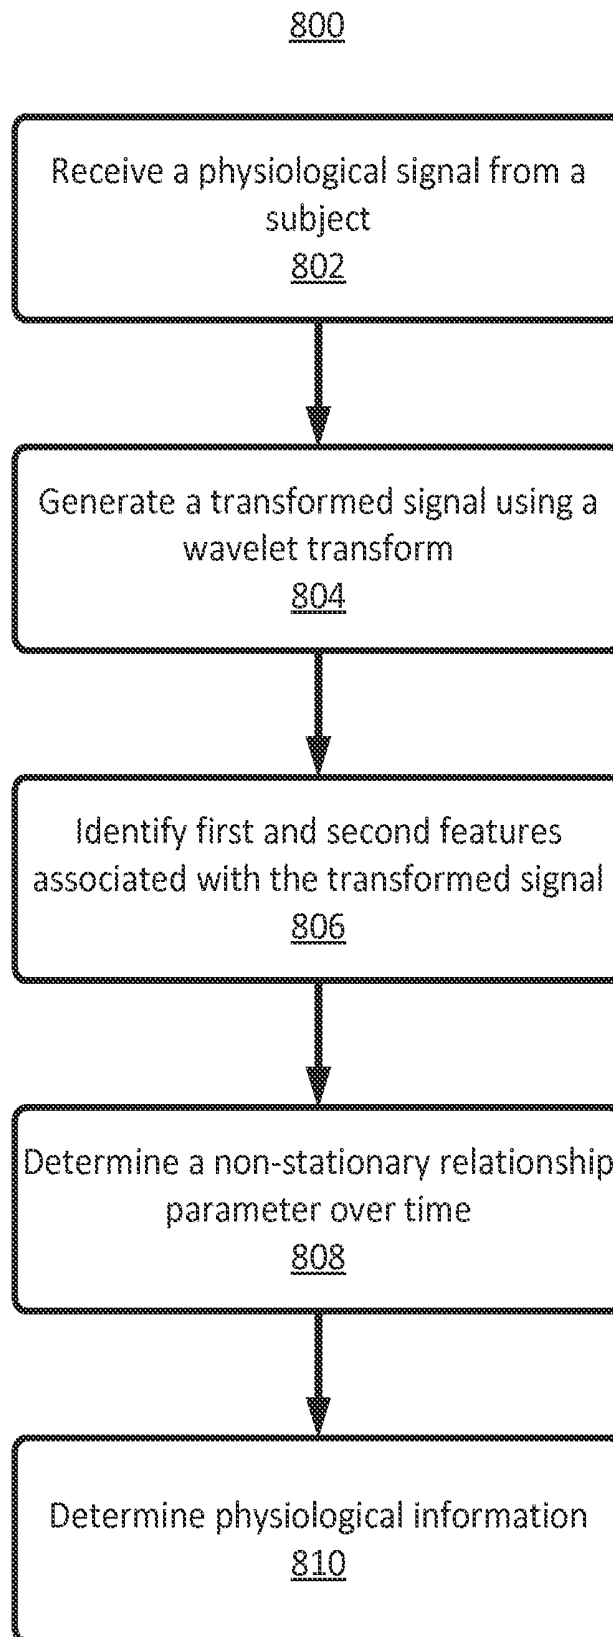 800
Receive a physiological signal from a
subject
802
Generate a transformed signal using a
wavelet transform
804
Identify first and second features
associated with the transformed signal
806
Determine a non-stationary relationship
parameter over time
808
Determine physiological information
810